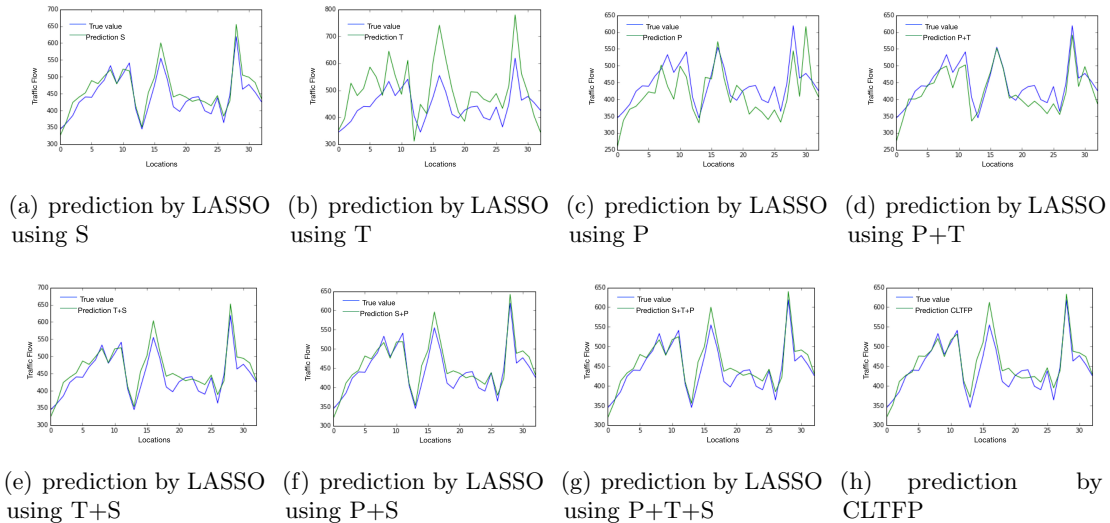 True value
Prediction S
Traffic Flow
700
650
600
550
500
450
400
350
300
0 5 10 15 20 25 30
Locations
True value
Prediction T
Traffic Flow
800
700
600
500
400
300
0 5 10 15 20 25 30
Locations
True value
Prediction P
Traffic Flow
650
600
550
500
450
400
350
300
250
0 5 10 15 20 25 30
Locations
True value
Prediction P+T
Traffic Flow
650
600
550
500
450
400
350
300
250
0 5 10 15 20 25 30
Locations
(a) prediction by LASSO using S
(b) prediction by LASSO using T
(c) prediction by LASSO using P
(d) prediction by LASSO using P+T
True value
Prediction T+S
Traffic Flow
700
650
600
550
500
450
400
350
300
0 5 10 15 20 25 30
Locations
True value
Prediction S+P
Traffic Flow
650
600
550
500
450
400
350
300
0 5 10 15 20 25 30
Locations
True value
Prediction S+T+P
Traffic Flow
650
600
550
500
450
400
350
300
250
0 5 10 15 20 25 30
Locations
True value
Prediction CLTFP
Traffic Flow
650
600
550
500
450
400
350
300
250
0 5 10 15 20 25 30
Locations
(e) prediction by LASSO using T+S
(f) prediction by LASSO using P+S
(g) prediction by LASSO using P+T+S
(h) prediction by CLTFP